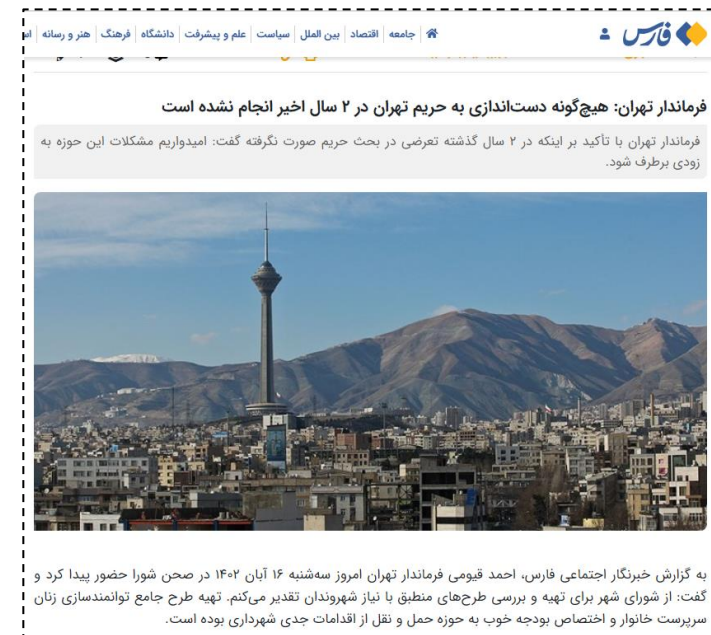 فارس
جامعه | اقتصاد | بین الملل | سیاست | علم و پیشرفت | دانشگاه | فرهنگ | هنر و رسانه
فرماندار تهران: هیچ‌گونه دست‌اندازی به حریم تهران در ۲ سال اخیر انجام نشده است
فرماندار تهران با تأکید بر اینکه در ۲ سال گذشته تعرضی در بحث حریم صورت نگرفته گفت: امیدواریم مشکلات این حوزه به
زودی برطرف شود.
به گزارش خبرنگار اجتماعی فارس، احمد قیومی فرماندار تهران امروز سه‌شنبه ۱۶ آبان ۱۴۰۲ در صحن شورا حضور پیدا کرد و
گفت: از شورای شهر برای تهیه و بررسی طرح‌های منطبق با نیاز شهروندان تقدیر می‌کنم. تهیه طرح جامع توانمندسازی زنان
سرپرست خانوار و اختصاص بودجه خوب به حوزه حمل و نقل از اقدامات جدی شهرداری بوده است.